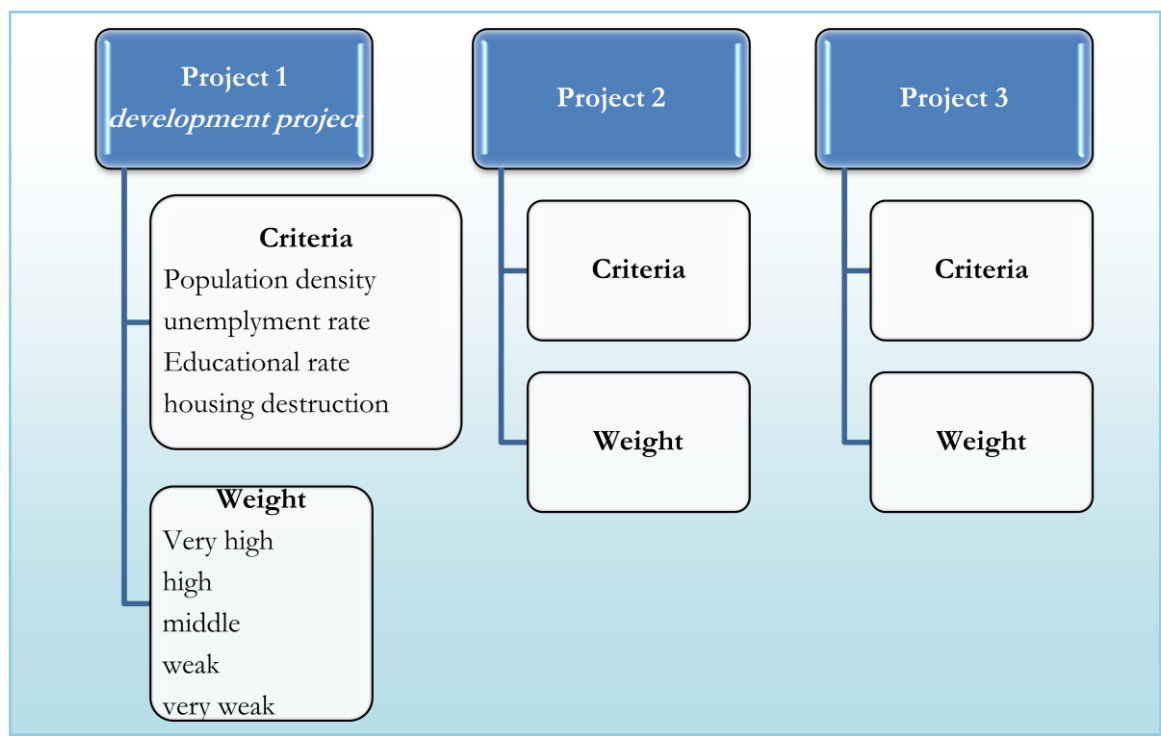 Project 1
development project
Criteria
Population density
unemplyment rate
Educational rate
housing destruction
Weight
Very high
high
middle
weak
very weak
Project 2
Criteria
Weight
Project 3
Criteria
Weight